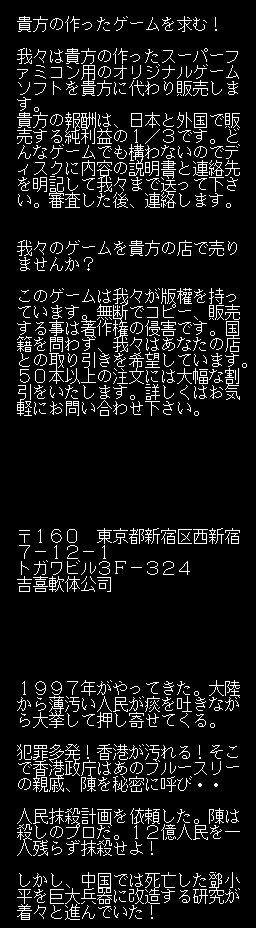 貴方の作ったゲームを求む！
我々は貴方の作ったスーパーフ
ァミコン用のオリジナルゲーム
ソフトを貴方に代わり販売しま
す。
貴方の報酬は、日本と外国で販
売する純利益の１／３です。ど
んなゲームでも構わないのでデ
ィスクに内容の説明書と連絡先
を明記して我々まで送って下さ
い。審査した後、連絡します。
我々のゲームを貴方の店で売り
ませんか？
このゲームは我々が版權を持っ
ています。無断でコピー、販売
する事は著作権の侵害です。国
籍を問わず、我々はあなたの店
との取り引きを希望しています。
５０本以上の注文には大幅な割
引をいたします。詳しくはお気
軽にお問い合わせ下さい。
〒１６０　東京都新宿区西新宿
７－１２－１
トガワビル３Ｆ－３２４
吉喜軟体公司
１９９７年がやってきた。大陸
から薄汚い人民が痰を吐きなが
ら大挙して押し寄せてくる。
犯罪多発！香港が汚れる！そこ
で香港政庁はあのブルースリー
の親戚、陳を秘密に呼び・・
人民抹殺計画を依頼した。陳は
殺しのプロだ。１２億人民を一
人残らず抹殺せよ！
しかし、中国では死亡した鄧小
平を巨大兵器に改造する研究が
着々と進んでいた！